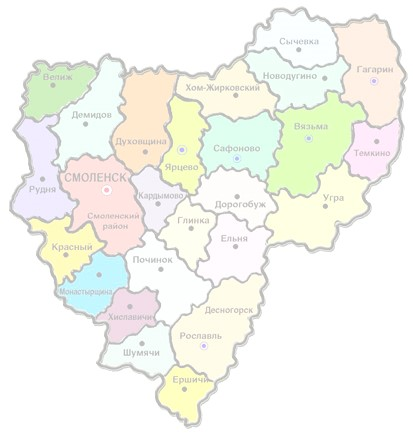 Сычевка
Велиж
Хом-Жирковский
Новодугино
Гагарин
Демидов
Духовщина
Ярцево
Сафоново
Вязьма
Темкино
СМОЛЕНСК
Рудня
Кардымово
Дорогобуж
Угра
Смоленский
район
Глинка
Красный
Ельня
Починок
Монастырщина
Хиславичи
Десногорск
Рославль
Шумячи
Ершичи